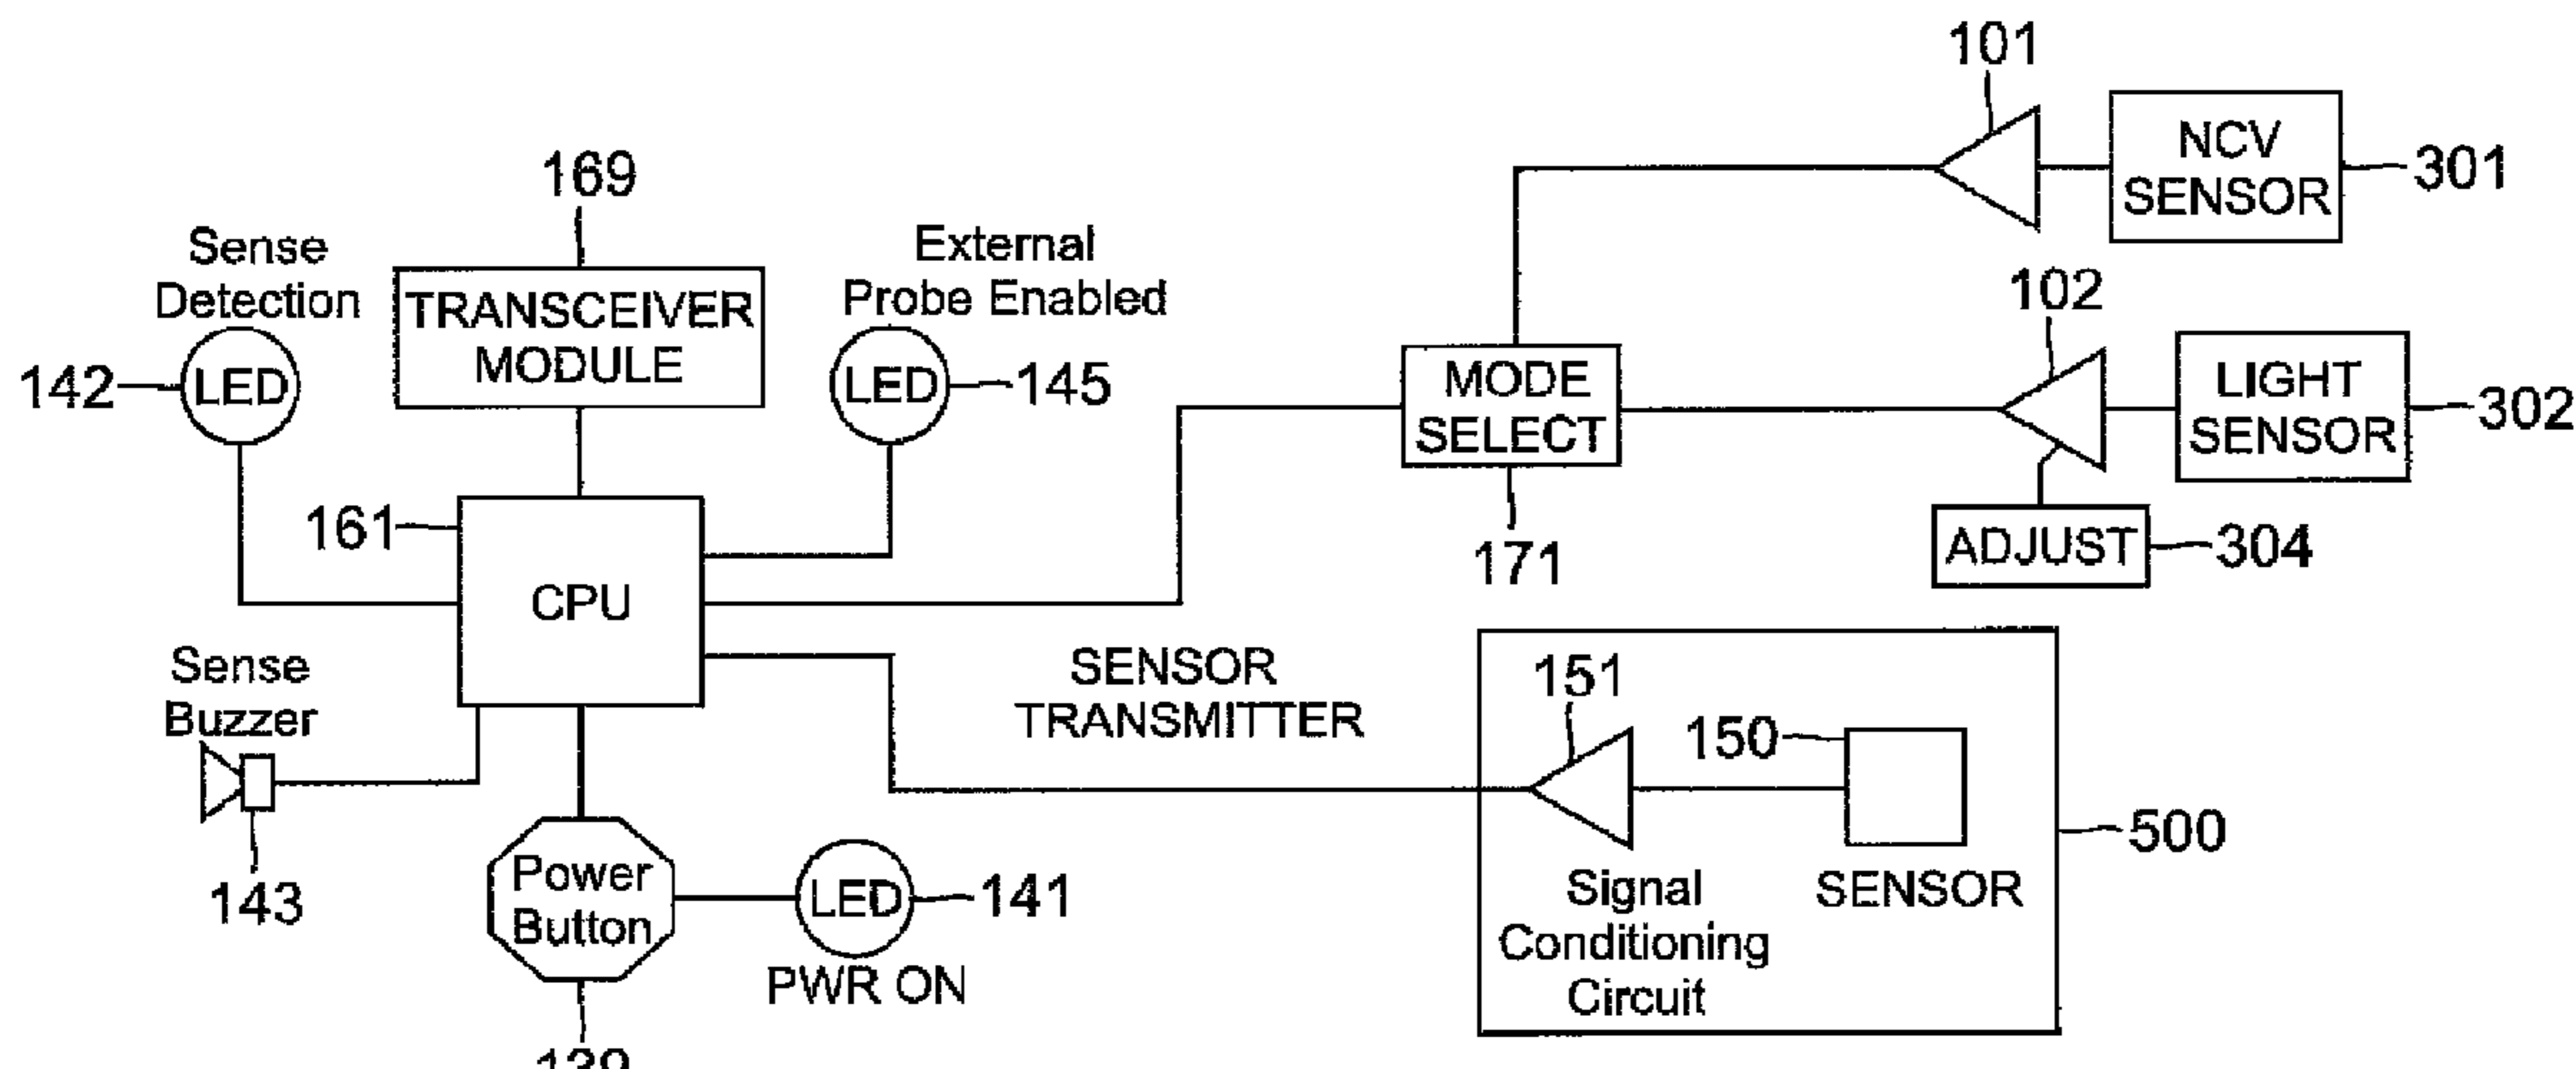 101
NCV
SENSOR
301
169
Sense
Detection
TRANSCEIVER
MODULE
External
Probe Enabled
102
142
LED
LED
145
MODE
SELECT
LIGHT
SENSOR
302
161
CPU
171
ADJUST
304
Sense
Buzzer
SENSOR
TRANSMITTER
151
150
500
143
Power
Button
LED
141
PWR ON
Signal
Conditioning
Circuit
SENSOR
139